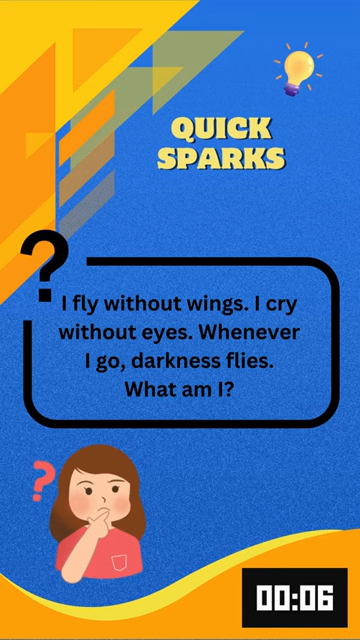 QUICK
SPARKS
?
I fly without wings. I cry
without eyes. Whenever
I go, darkness flies.
What am I?
?
00:06